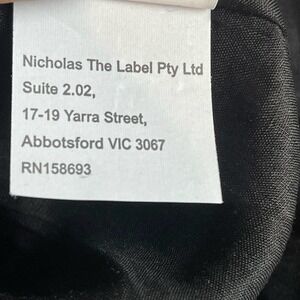 Nicholas The Label Pty Ltd
Suite 2.02,
17-19 Yarra Street,
Abbotsford VIC 3067
RN158693